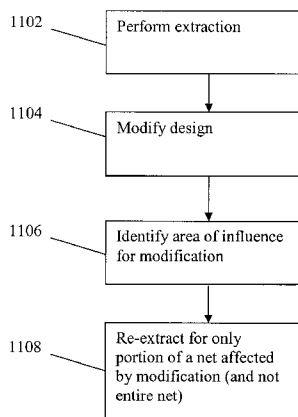 1102
Perform extraction
1104
Modify design
1106
Identify area of influence
for modification
1108
Re-extract for only
portion of a net affected
by modification (and not
entire net)